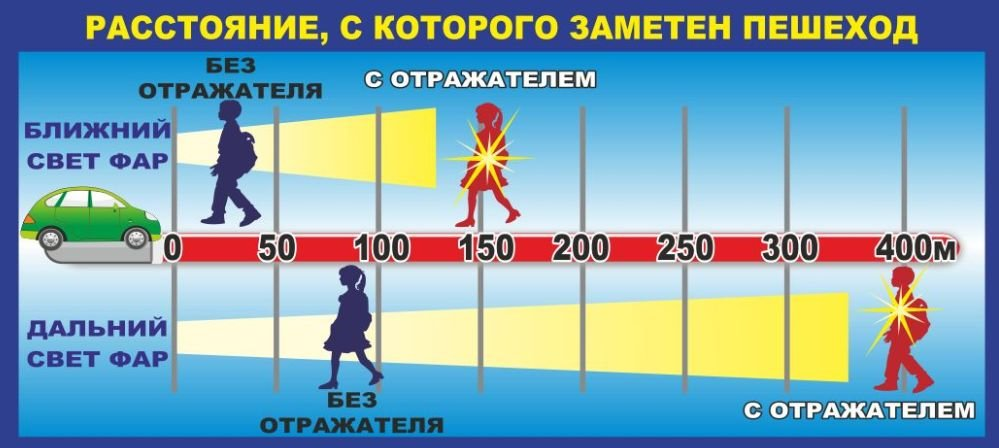 РАССТОЯНИЕ, С КОТОРОГО ЗАМЕТЕН ПЕШЕХОД
БЕЗ
ОТРАЖАТЕЛЯ
С ОТРАЖАТЕЛЕМ
БЛИЖНИЙ
СВЕТ ФАР
0 50 100 150 200 250 300 400м
ДАЛЬНИЙ
СВЕТ ФАР
БЕЗ
ОТРАЖАТЕЛЯ
С ОТРАЖАТЕЛЕМ